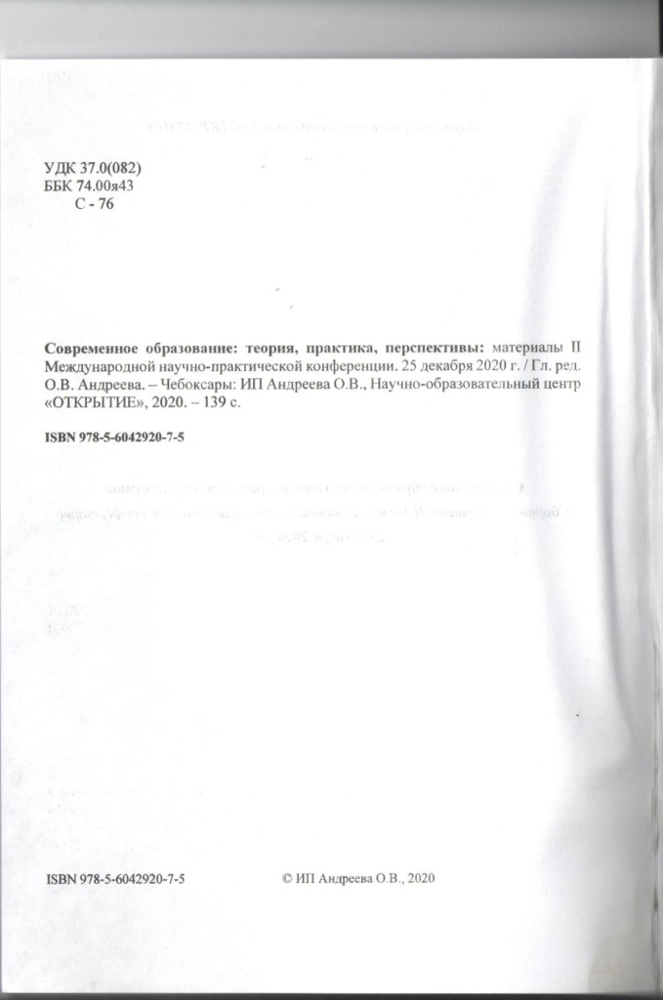 УДК 37.0(082)
ББК 74.00я43
С - 76
Современное образование: теория, практика, перспективы: материалы II
Международной научно-практической конференции. 25 декабря 2020 г. / Гл. ред.
О.В. Андреева. – Чебоксары: ИП Андреева О.В., Научно-образовательный центр
«ОТКРЫТИЕ», 2020. – 139 с.
ISBN 978-5-6042920-7-5
ISBN 978-5-6042920-7-5 © ИП Андреева О.В., 2020